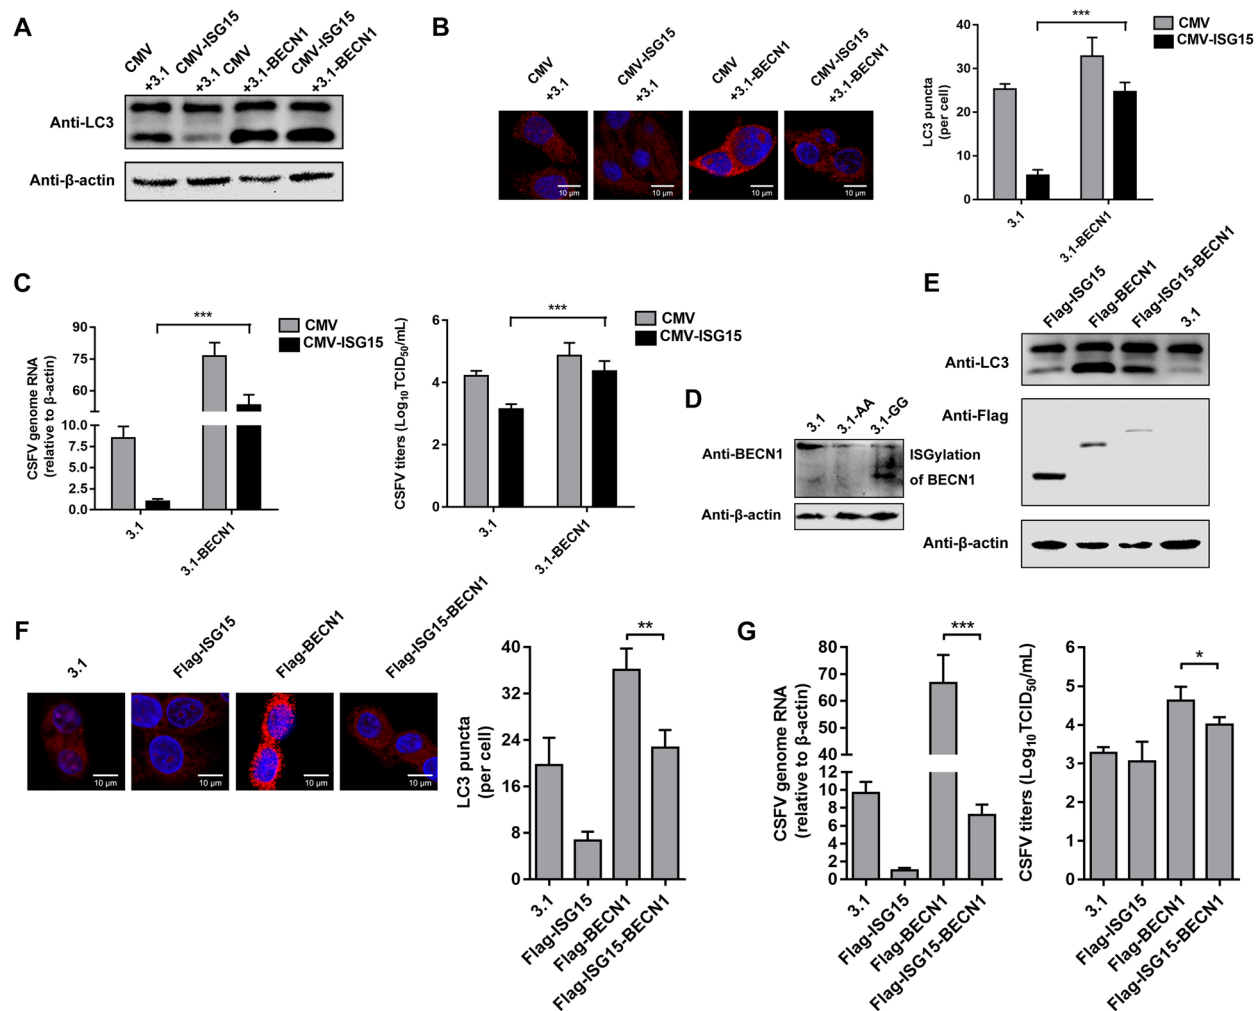 A
CMV
+3.1
CMV-ISG15
+3.1
CMV
+3.1-BECN1
CMV-ISG15
+3.1-BECN1
Anti-LC3
Anti-β-actin
B
CMV
+3.1
CMV-ISG15
+3.1
CMV
+3.1-BECN1
CMV-ISG15
+3.1-BECN1
10 μm
10 μm
10 μm
10 μm
LC3 puncta
(per cell)
40
30
20
10
0
***
CMV
CMV-ISG15
3.1
3.1-BECN1
C
CSFV genome RNA
(relative to β-actin)
90
75
60
10.0
7.5
5.0
2.5
0.0
***
3.1
3.1-BECN1
CMV
CMV-ISG15
CSFV titers (Log10 TCID50/mL)
6
4
2
0
***
3.1
3.1-BECN1
CMV
CMV-ISG15
D
3.1
3.1-AA
3.1-GG
Anti-BECN1
ISGylation
of BECN1
Anti-β-actin
E
Flag-ISG15
Flag-BECN1
Flag-ISG15-BECN1
3.1
Anti-LC3
Anti-Flag
Anti-β-actin
F
3.1
Flag-ISG15
Flag-BECN1
Flag-ISG15-BECN1
10 μm
10 μm
10 μm
10 μm
LC3 puncta
(per cell)
40
32
24
16
8
0
**
3.1
Flag-ISG15
Flag-BECN1
Flag-ISG15-BECN1
G
CSFV genome RNA
(relative to β-actin)
80
70
60
50
40
12
10
8
6
4
2
0
***
3.1
Flag-ISG15
Flag-BECN1
Flag-ISG15-BECN1
CSFV titers (Log10 TCID50/mL)
6
5
4
3
2
1
0
*
3.1
Flag-ISG15
Flag-BECN1
Flag-ISG15-BECN1